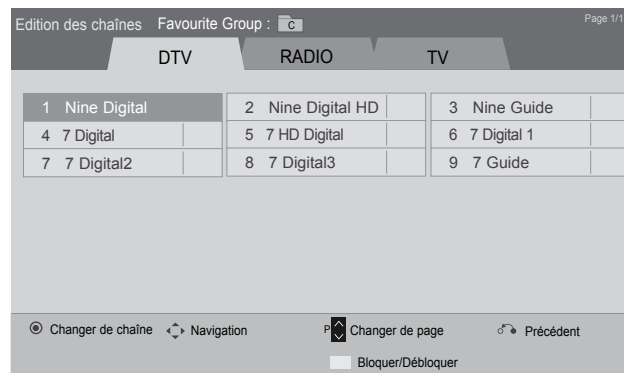 Edition des chaînes Favourite Group : C Page 1/1
DTV RADIO TV
1 Nine Digital 2 Nine Digital HD 3 Nine Guide
4 7 Digital 5 7 HD Digital 6 7 Digital 1
7 7 Digital2 8 7 Digital3 9 7 Guide
Changer de chaîne Navigation P Changer de page Précédent
Bloquer/Débloquer